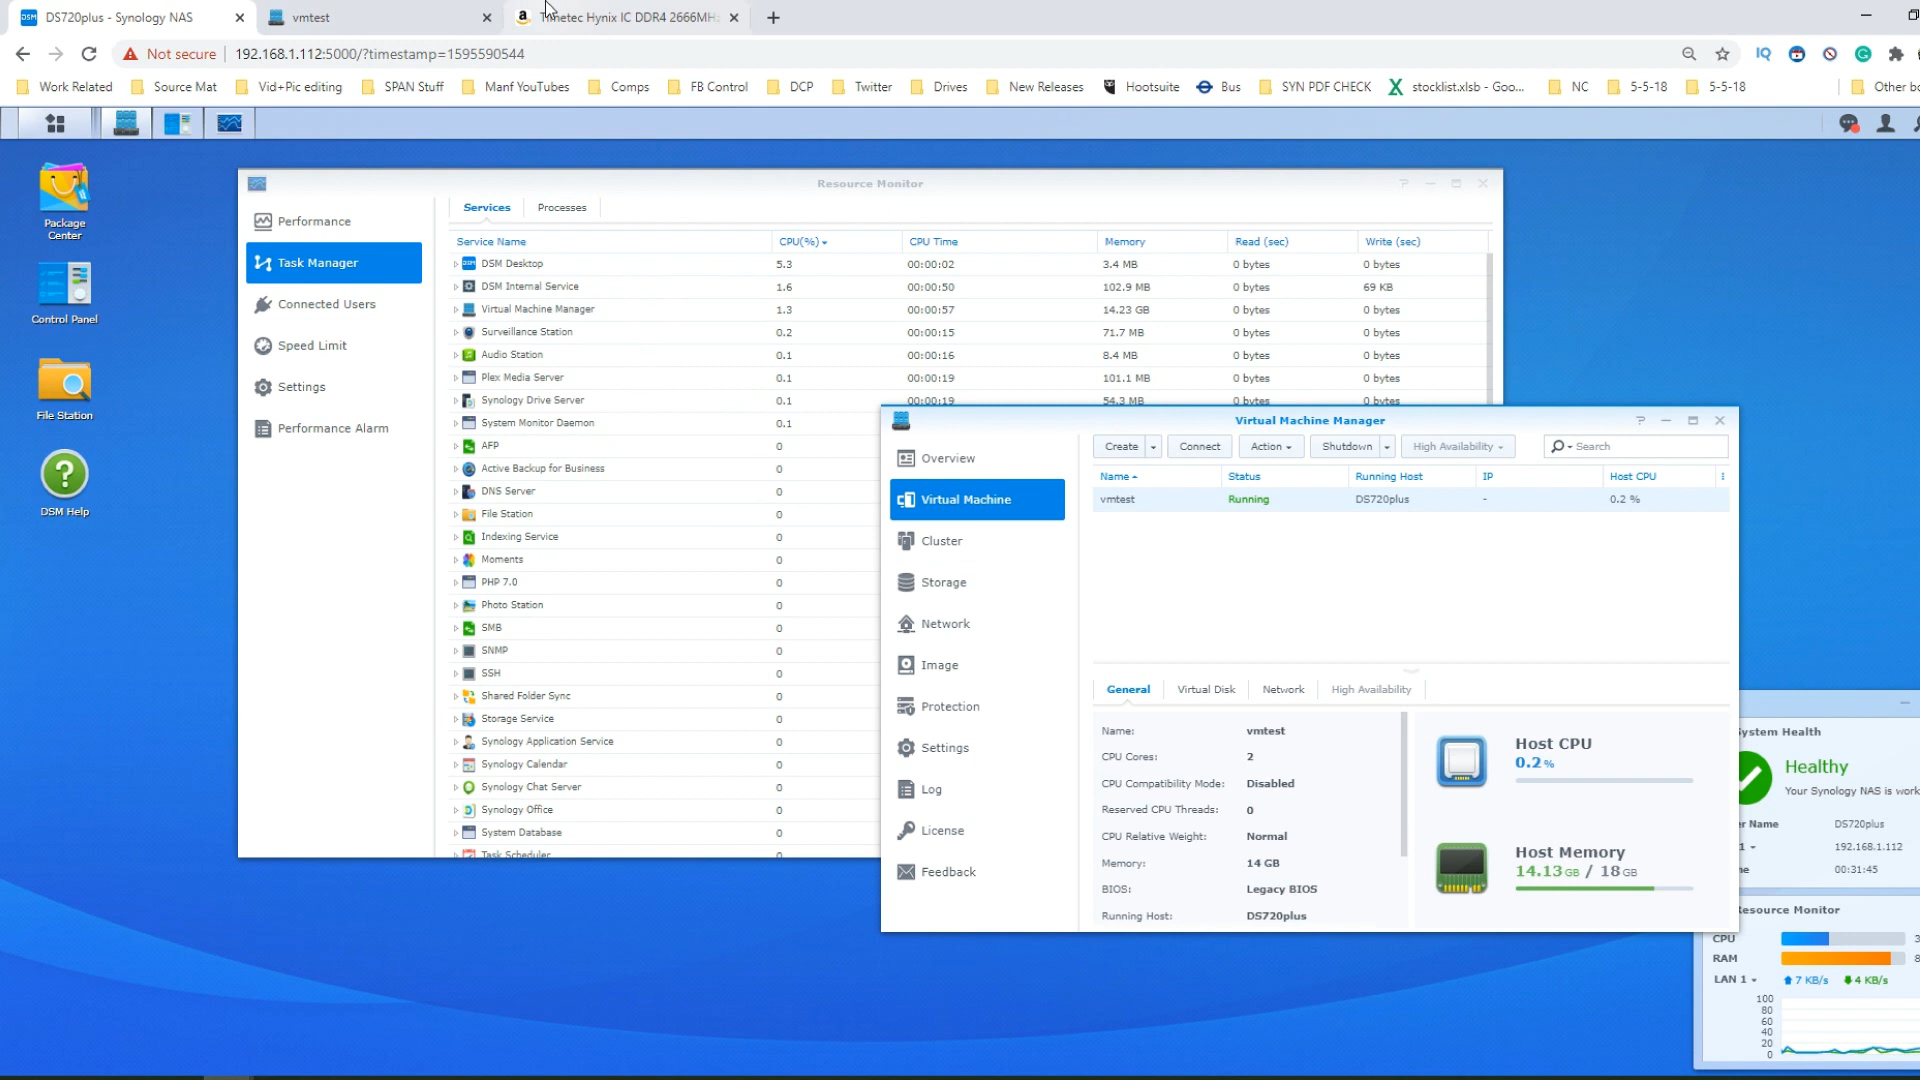 DSM DS720plus - Synology NAS
vmtest
Timetec Hynix IC DDR4 2666MHz
Not secure 192.168.1.112:5000/?timestamp=1595590544
IQ
Work Related Source Mat Vid+Pic editing SPAN Stuff Manf YouTubes Comps FB Control DCP Twitter Drives New Releases Hootsuite Bus SYN PDF CHECK stocklist.xlsb - Goo... NC 5-5-18 5-5-18
Package
Center
Control Panel
File Station
DSM Help
Resource Monitor
Performance
Task Manager
Connected Users
Speed Limit
Settings
Performance Alarm
Services Processes
Service Name CPU(%) CPU Time Memory Read (sec) Write (sec)
DSM Desktop 5.3 00:00:02 3.4 MB 0 bytes 0 bytes
DSM Internal Service 1.6 00:00:50 102.9 MB 0 bytes 69 KB
Virtual Machine Manager 1.3 00:00:57 14.23 GB 0 bytes 0 bytes
Surveillance Station 0.2 00:00:15 71.7 MB 0 bytes 0 bytes
Audio Station 0.1 00:00:16 8.4 MB 0 bytes 0 bytes
Plex Media Server 0.1 00:00:19 101.1 MB 0 bytes 0 bytes
Synology Drive Server 0.1 00:00:19 54.3 MB 0 bytes 0 bytes
System Monitor Daemon 0.1
AFP 0
Active Backup for Business 0
DNS Server 0
File Station 0
Indexing Service 0
Moments 0
PHP 7.0 0
Photo Station 0
SMB 0
SNMP 0
SSH 0
Shared Folder Sync 0
Storage Service 0
Synology Application Service 0
Synology Calendar 0
Synology Chat Server 0
Synology Office 0
System Database 0
Task Scheduler 0
Virtual Machine Manager
Overview
Virtual Machine
Cluster
Storage
Network
Image
Protection
Settings
Log
License
Feedback
Create Connect Action Shutdown High Availability Search
Name Status Running Host IP Host CPU
vmtest Running DS720plus - 0.2 %
General Virtual Disk Network High Availability
Name: vmtest
CPU Cores: 2
CPU Compatibility Mode: Disabled
Reserved CPU Threads: 0
CPU Relative Weight: Normal
Memory: 14 GB
BIOS: Legacy BIOS
Running Host: DS720plus
Host CPU
0.2 %
Host Memory
14.13 GB / 18 GB
System Health
Healthy
Your Synology NAS is work
er Name DS720plus
1 192.168.1.112
ne 00:31:45
Resource Monitor
CPU 3
RAM 8
LAN 1 7 KB/s 4 KB/s
100
80
60
40
20
0